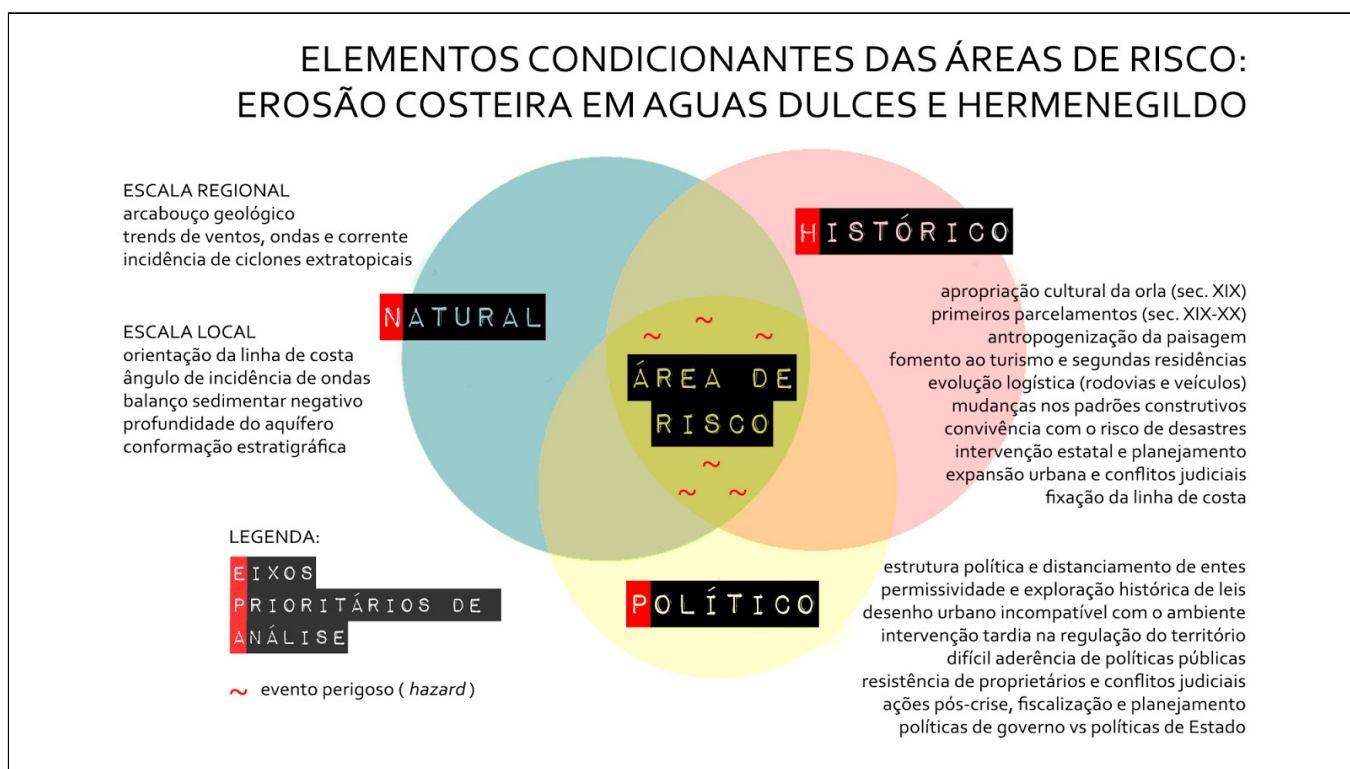 ELEMENTOS CONDICIONANTES DAS ÁREAS DE RISCO:
EROSÃO COSTEIRA EM AGUAS DULCES E HERMENEGILDO
ESCALA REGIONAL
arcabouço geológico
trends de ventos, ondas e corrente
incidência de ciclones extratopicais
NATURAL
ESCALA LOCAL
orientação da linha de costa
ângulo de incidência de ondas
balanço sedimentar negativo
profundidade do aquífero
conformação estratigráfica
HISTÓRICO
apropriação cultural da orla (sec. XIX)
primeiros parcelamentos (sec. XIX-XX)
antropogenização da paisagem
fomento ao turismo e segundas residências
evolução logística (rodovias e veículos)
mudanças nos padrões construtivos
convivência com o risco de desastres
intervenção estatal e planejamento
expansão urbana e conflitos judiciais
fixação da linha de costa
~ ~ ~
ÁREA DE
RISCO
~ ~ ~
POLÍTICO
estrutura política e distanciamento de entes
permissividade e exploração histórica de leis
desenho urbano incompatível com o ambiente
intervenção tardia na regulação do território
difícil aderência de políticas públicas
resistência de proprietários e conflitos judiciais
ações pós-crise, fiscalização e planejamento
políticas de governo vs políticas de Estado
LEGENDA:
EIXOS
PRIORITÁRIOS DE
ANÁLISE
~ evento perigoso ( hazard )